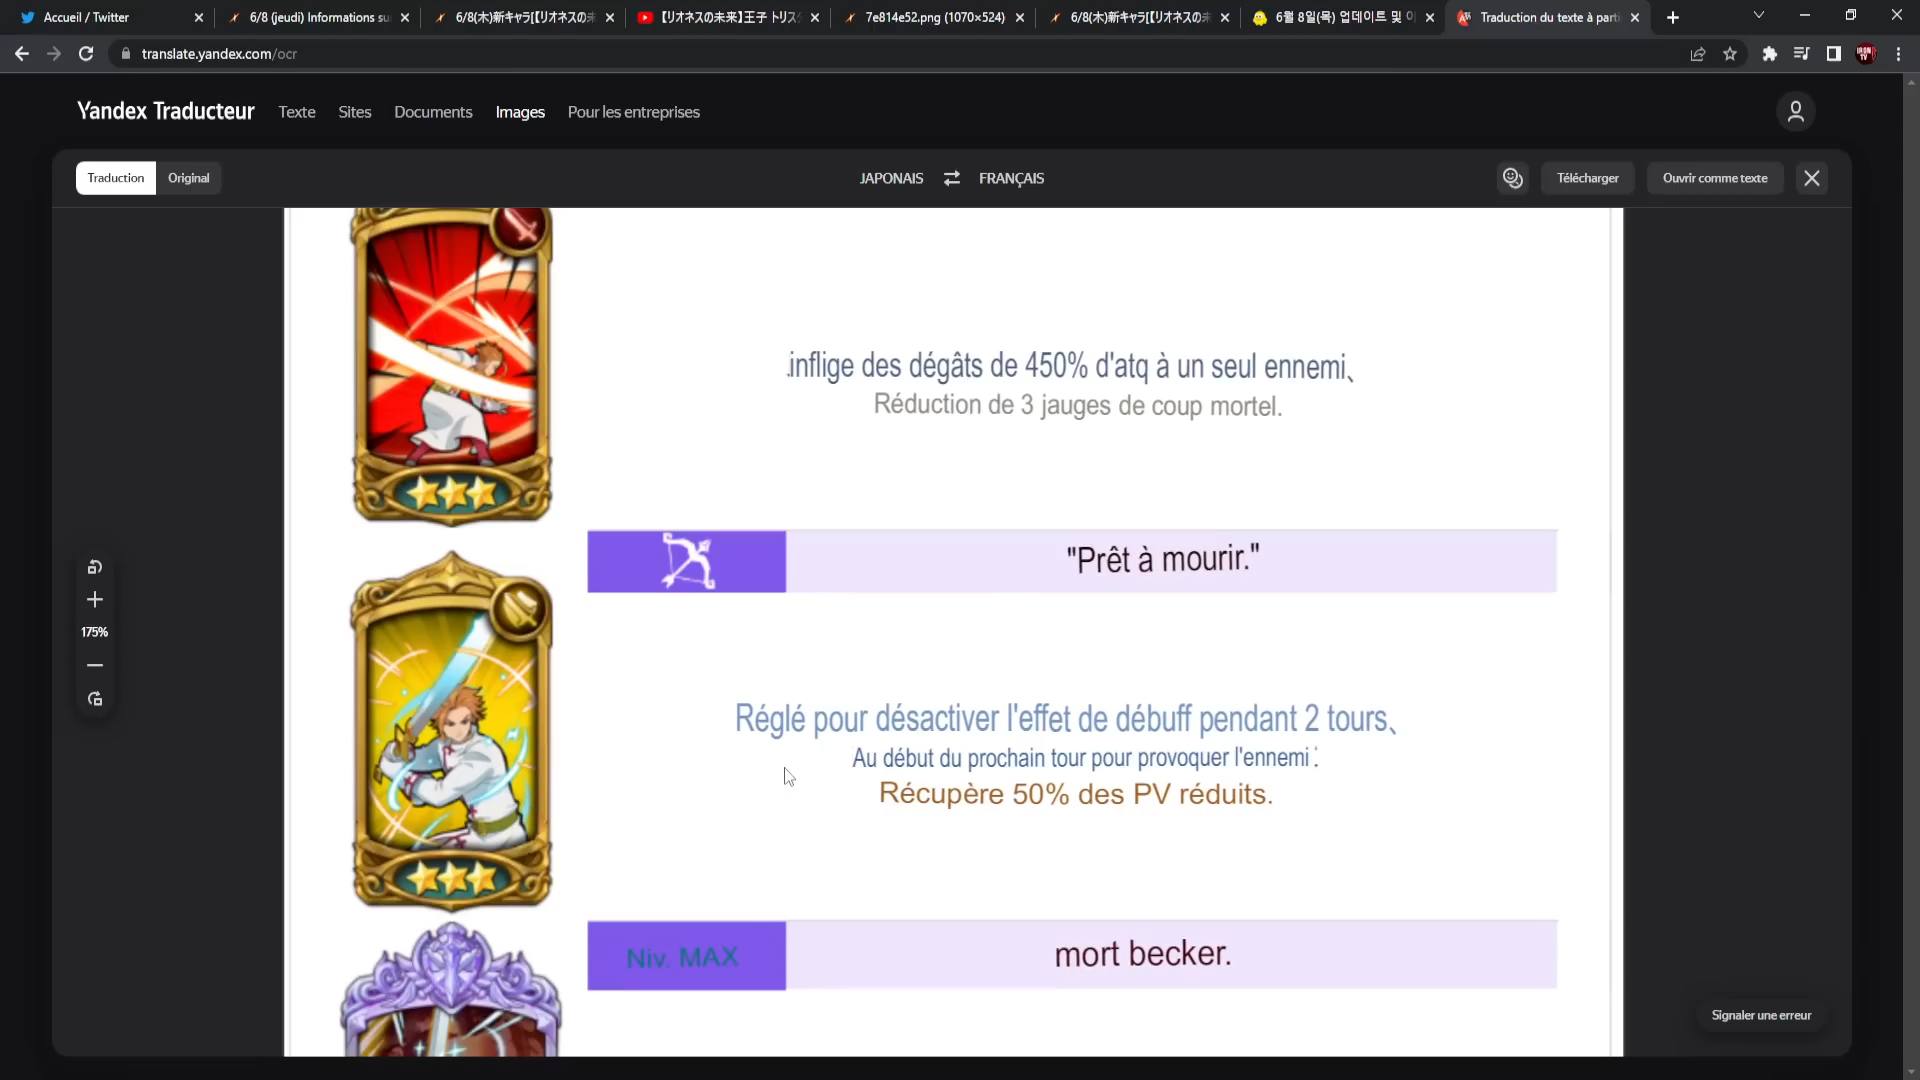 Accueil / Twitter
6/8 (jeudi) Informations su
6/8(木)新キャラ[【リオネスの未
【リオネスの未来】王子 トリス
7e814e52.png (1070×524)
6/8(木)新キャラ[【リオネスの未
6월 8일(목) 업데이트 및 이
Traduction du texte à parti
translate.yandex.com/ocr
Yandex Traducteur
Texte
Sites
Documents
Images
Pour les entreprises
Traduction
Original
JAPONAIS
FRANÇAIS
Télécharger
Ouvrir comme texte
.inflige des dégâts de 450% d'atq à un seul ennemi、
Réduction de 3 jauges de coup mortel.
"Prêt à mourir."
175%
Réglé pour désactiver l'effet de débuff pendant 2 tours、
Au début du prochain tour pour provoquer l'ennemi :
Récupère 50% des PV réduits.
Niv. MAX
mort becker.
Signaler une erreur